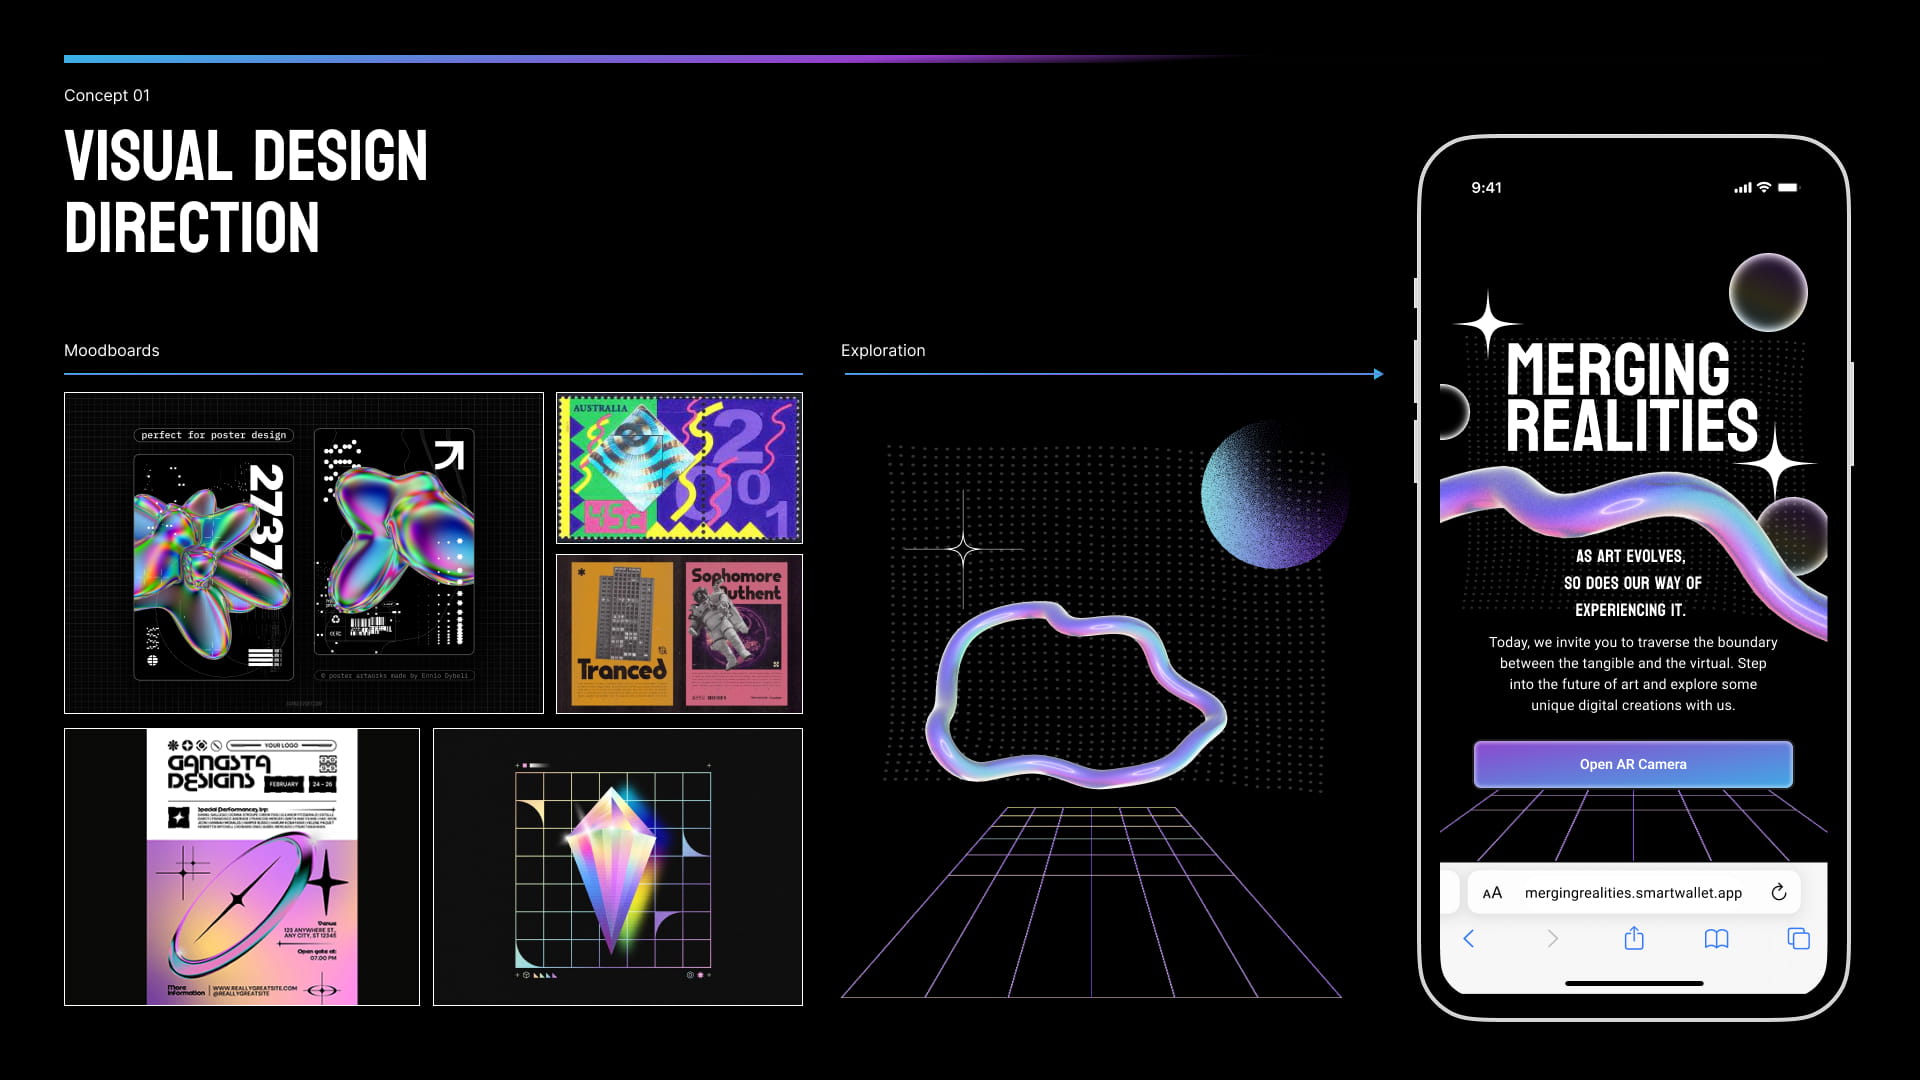 Concept 01
VISUAL DESIGN
DIRECTION
Moodboards
perfect for poster design
2737
© poster artworks made by Ennio Dybeli
AUSTRALIA
45c
2
0
0
1
Tranced
Sophomore
YOUR LOGO
GANGSTA
DESIGNS
FEBRUARY
24 - 26
Special Performances by:
Venue
123 ANYWHERE ST.,
ANY CITY, ST 12345
Open gate at:
07.00 PM
More
Information
WWW.REALLYGREATSITE.COM
@REALLYGREATSITE
Exploration
9:41
MERGING
REALITIES
AS ART EVOLVES,
SO DOES OUR WAY OF
EXPERIENCING IT.
Today, we invite you to traverse the boundary
between the tangible and the virtual. Step
into the future of art and explore some
unique digital creations with us.
Open AR Camera
AA
mergingrealities.smartwallet.app